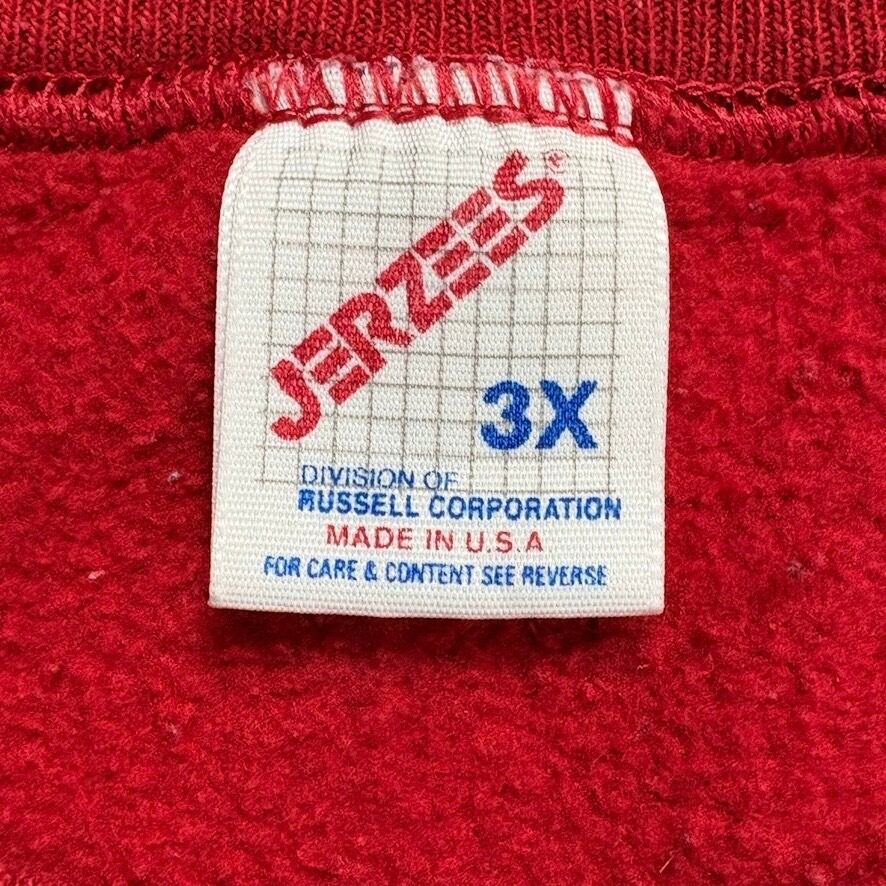 JERZEES®
3X
DIVISION OF
RUSSELL CORPORATION
MADE IN U.S.A
FOR CARE & CONTENT SEE REVERSE